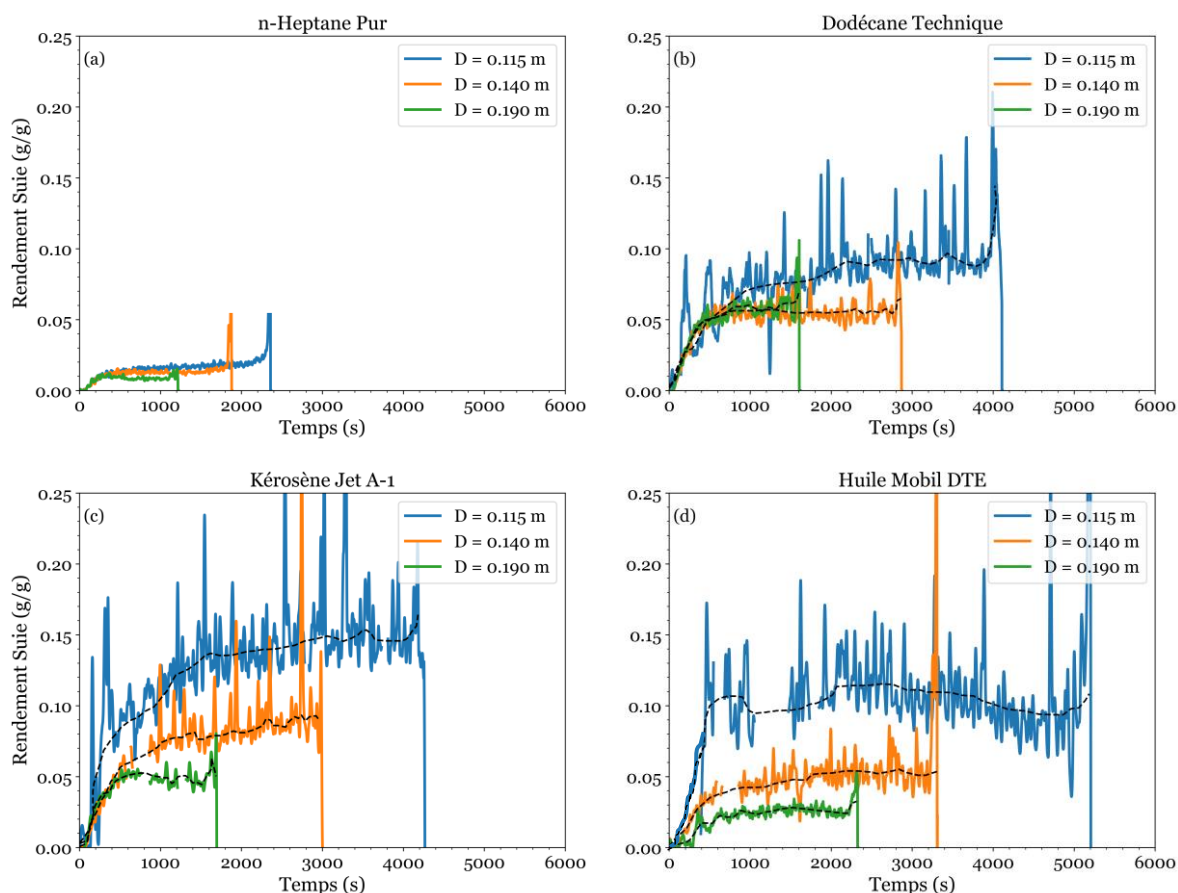 n-Heptane Pur
(a)
D = 0.115 m
D = 0.140 m
D = 0.190 m
0.25
0.20
0.15
0.10
0.05
0.00
Rendement Suie (g/g)
0 1000 2000 3000 4000 5000 6000
Temps (s)
Dodécane Technique
(b)
D = 0.115 m
D = 0.140 m
D = 0.190 m
0.25
0.20
0.15
0.10
0.05
0.00
0 1000 2000 3000 4000 5000 6000
Temps (s)
Kérosène Jet A-1
(c)
D = 0.115 m
D = 0.140 m
D = 0.190 m
0.25
0.20
0.15
0.10
0.05
0.00
Rendement Suie (g/g)
0 1000 2000 3000 4000 5000 6000
Temps (s)
Huile Mobil DTE
(d)
D = 0.115 m
D = 0.140 m
D = 0.190 m
0.25
0.20
0.15
0.10
0.05
0.00
0 1000 2000 3000 4000 5000 6000
Temps (s)